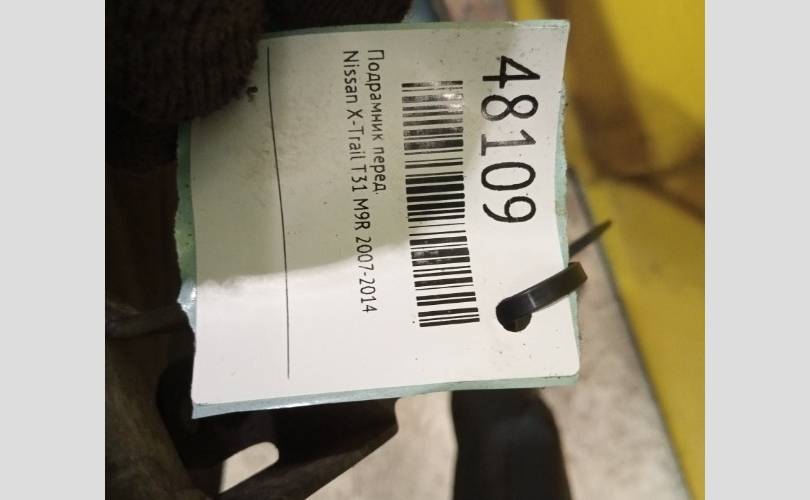 48109
Подрамник перед.
Nissan X-Trail T31 M9R 2007-2014